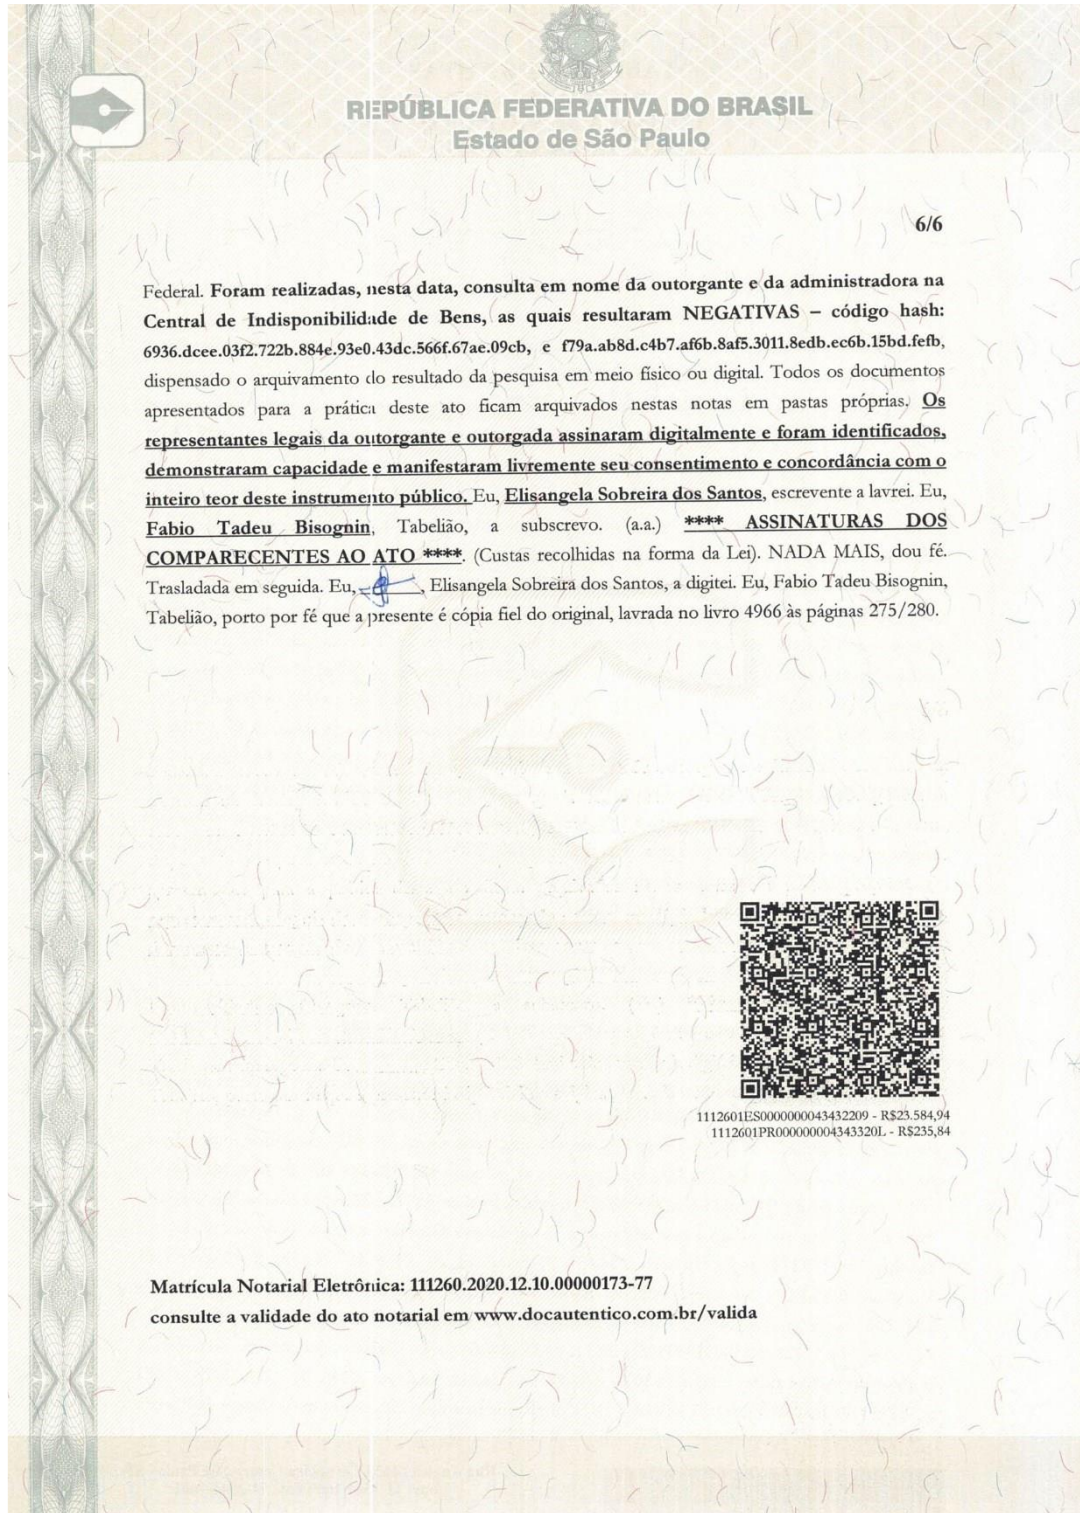 REPÚBLICA FEDERATIVA DO BRASIL
Estado de São Paulo
6/6
Federal. Foram realizadas, nesta data, consulta em nome da outorgante e da administradora na
Central de Indisponibilidade de Bens, as quais resultaram NEGATIVAS – código hash:
6936.dcee.03f2.722b.884e.93e0.43dc.566f.67ae.09cb, e f79a.ab8d.c4b7.af6b.8af5.3011.8edb.ec6b.15bd.fefb,
dispensado o arquivamento do resultado da pesquisa em meio físico ou digital. Todos os documentos
apresentados para a prática deste ato ficam arquivados nestas notas em pastas próprias. Os
representantes legais da outorgante e outorgada assinaram digitalmente e foram identificados,
demonstraram capacidade e manifestaram livremente seu consentimento e concordância com o
inteiro teor deste instrumento público. Eu, Elisangela Sobreira dos Santos, escrevente a lavrei. Eu,
Fabio Tadeu Bisognin, Tabelião, a subscrevo. (a.a.) **** ASSINATURAS DOS
COMPARECENTES AO ATO ****. (Custas recolhidas na forma da Lei). NADA MAIS, dou fé.
Trasladada em seguida. Eu, , Elisangela Sobreira dos Santos, a digitei. Eu, Fabio Tadeu Bisognin,
Tabelião, porto por fé que a presente é cópia fiel do original, lavrada no livro 4966 às páginas 275/280.
1112601ES0000000043432209 - R$23.584,94
1112601PR000000004343320L - R$235,84
Matrícula Notarial Eletrônica: 111260.2020.12.10.00000173-77
consulte a validade do ato notarial em www.docautentico.com.br/valida